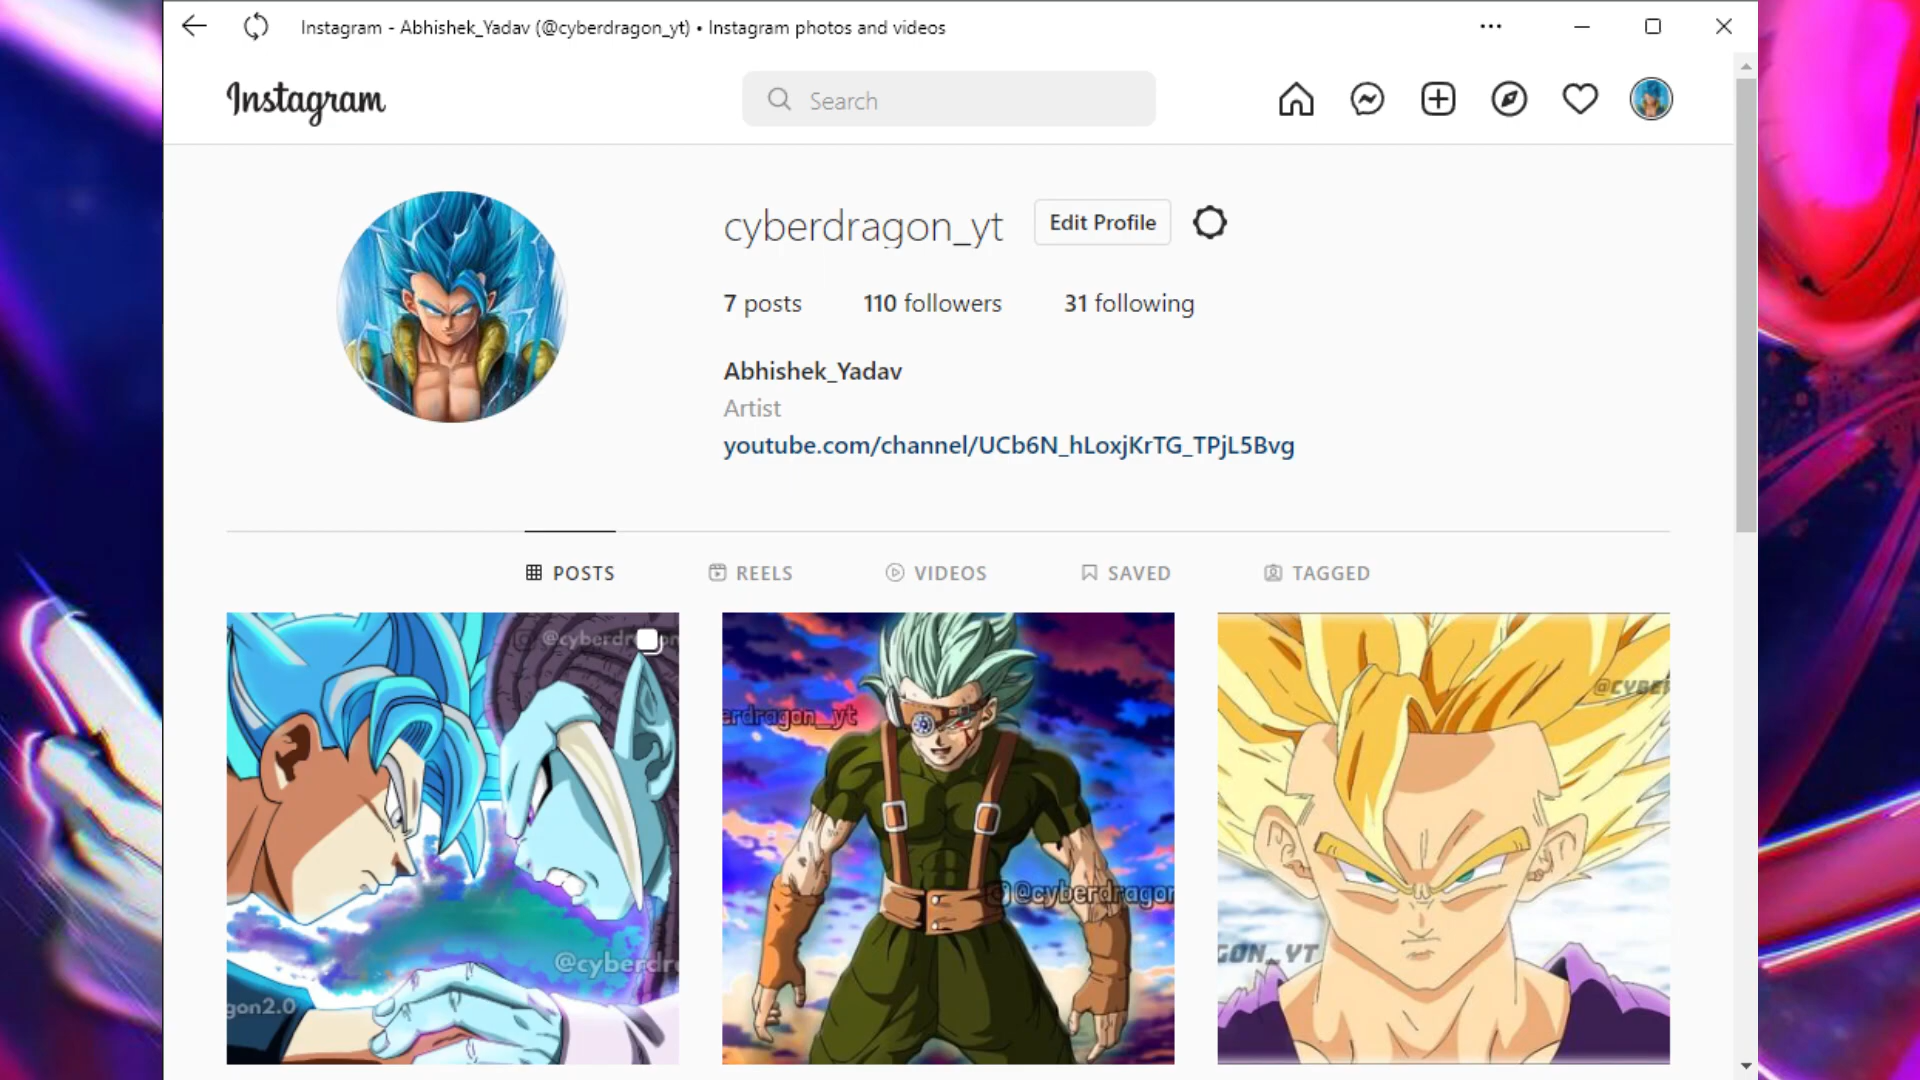 Instagram - Abhishek_Yadav (@cyberdragon_yt) • Instagram photos and videos
Instagram
Search
cyberdragon_yt Edit Profile
7 posts 110 followers 31 following
Abhishek_Yadav
Artist
youtube.com/channel/UCb6N_hLoxjKrTG_TPjL5Bvg
POSTS REELS VIDEOS SAVED TAGGED
@cyberdr
@CYBER
erdragon_yt
@cyberdragon
GON_YT
@cyberdr
gon2.0